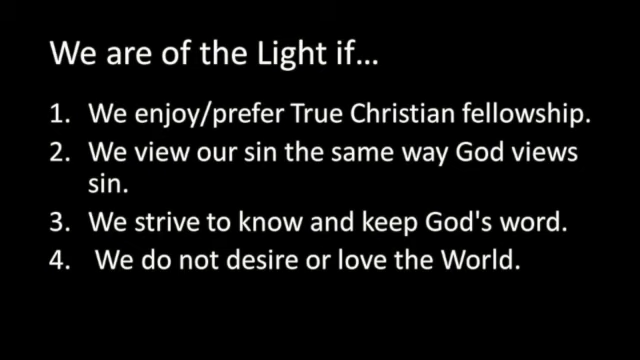 We are of the Light if...
1. We enjoy/prefer True Christian fellowship.
2. We view our sin the same way God views
sin.
3. We strive to know and keep God's word.
4. We do not desire or love the World.